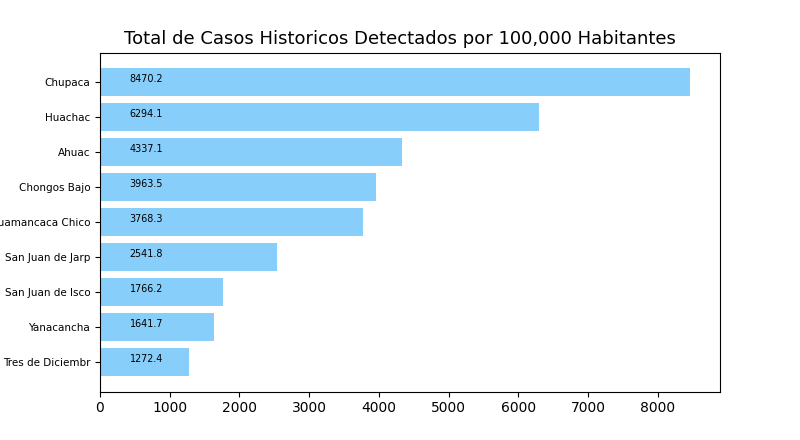 Total de Casos Historicos Detectados por 100,000 Habitantes
Chupaca 8470.2
Huachac 6294.1
Ahuac 4337.1
Chongos Bajo 3963.5
uamancaca Chico 3768.3
San Juan de Jarp 2541.8
San Juan de Isco 1766.2
Yanacancha 1641.7
Tres de Diciembr 1272.4
0 1000 2000 3000 4000 5000 6000 7000 8000